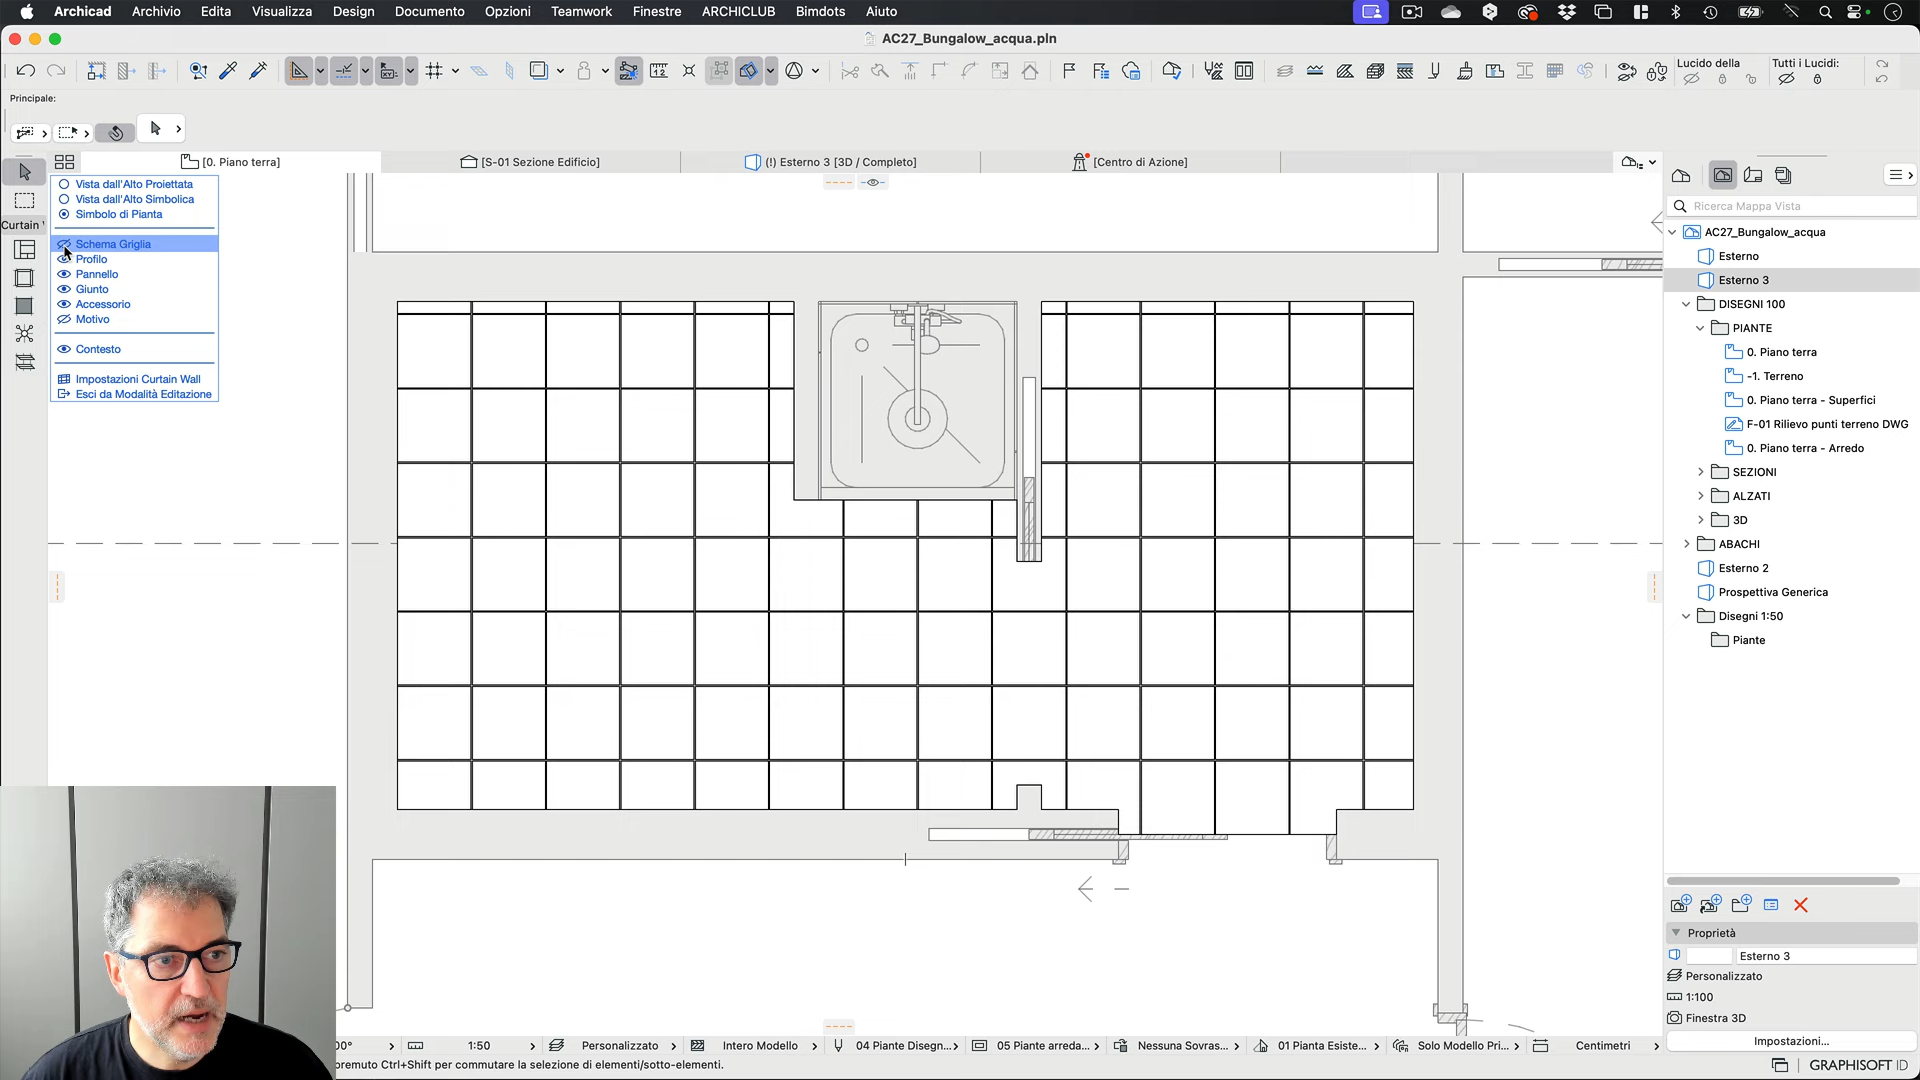 Archicad Archivio Edita Visualizza Design Documento Opzioni Teamwork Finestre ARCHICLUB Bimdots Aiuto
AC27_Bungalow_acqua.pln
Lucido della
Tutti i Lucidi:
Principale:
[0. Piano terra]
[S-01 Sezione Edificio]
(!) Esterno 3 [3D / Completo]
[Centro di Azione]
Vista dall'Alto Proiettata
Vista dall'Alto Simbolica
Simbolo di Pianta
Curtain
Schema Griglia
Profilo
Pannello
Giunto
Accessorio
Motivo
Contesto
Impostazioni Curtain Wall
Esci da Modalità Editazione
Ricerca Mappa Vista
AC27_Bungalow_acqua
Esterno
Esterno 3
DISEGNI 100
PIANTE
0. Piano terra
-1. Terreno
0. Piano terra - Superfici
F-01 Rilievo punti terreno DWG
0. Piano terra - Arredo
SEZIONI
ALZATI
3D
ABACHI
Esterno 2
Prospettiva Generica
Disegni 1:50
Piante
Proprietà
Esterno 3
Personalizzato
1:100
Finestra 3D
Impostazioni...
00° 1:50 Personalizzato Intero Modello 04 Piante Disegn... 05 Piante arreda... Nessuna Sovras... 01 Pianta Esiste... Solo Modello Pri... Centimetri
oremuto Ctrl+Shift per commutare la selezione di elementi/sotto-elementi.
GRAPHISOFT ID